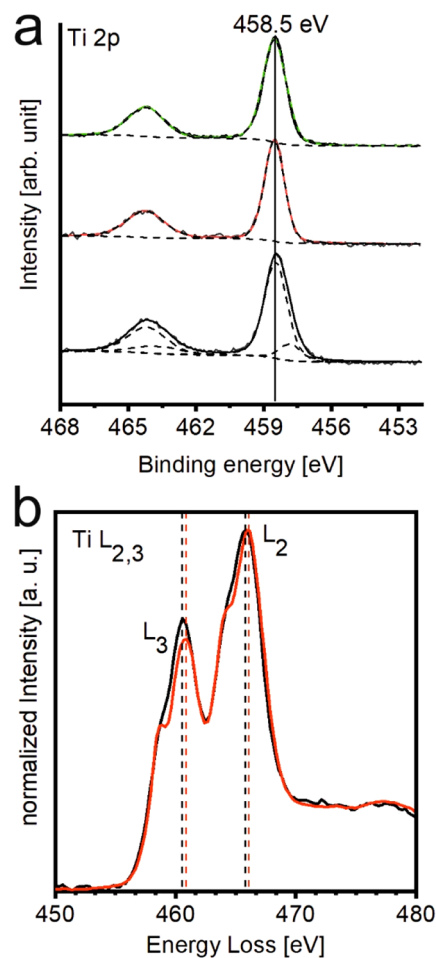 a
458.5 eV
Ti 2p
Intensity [arb. unit]
468 465 462 459 456 453
Binding energy [eV]
b
Ti L2,3
L2
L3
normalized Intensity [a. u.]
450 460 470 480
Energy Loss [eV]